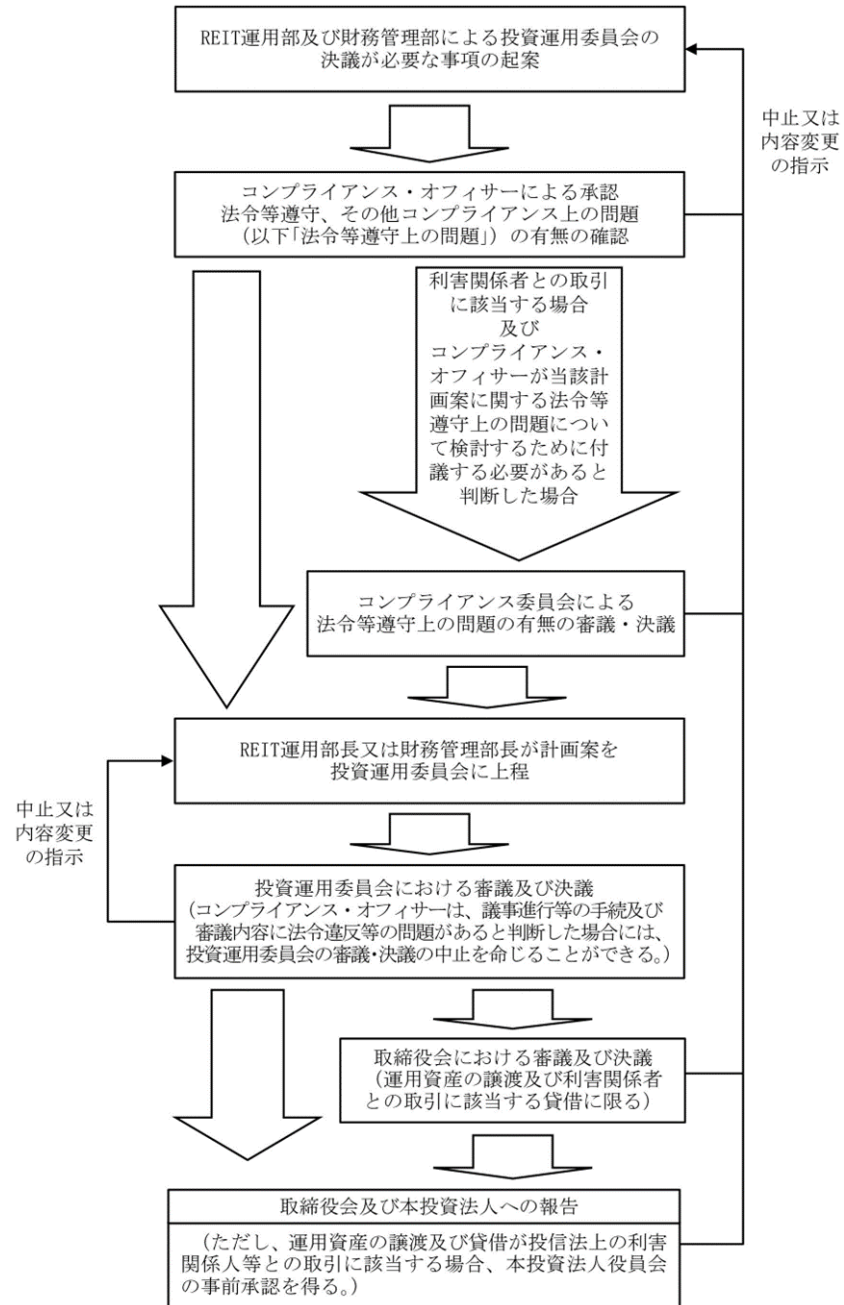 REIT運用部及び財務管理部による投資運用委員会の
決議が必要な事項の起案
中止又は
内容変更
の指示
コンプライアンス・オフィサーによる承認
法令等遵守、その他コンプライアンス上の問題
(以下「法令等遵守上の問題」)の有無の確認
利害関係者との取引
に該当する場合
及び
コンプライアンス・
オフィサーが当該計
画案に関する法令等
遵守上の問題につい
て検討するために付
議する必要があると
判断した場合
コンプライアンス委員会による
法令等遵守上の問題の有無の審議・決議
REIT運用部長又は財務管理部長が計画案を
投資運用委員会に上程
中止又は
内容変更
の指示
投資運用委員会における審議及び決議
(コンプライアンス・オフィサーは、議事進行等の手続及び
審議内容に法令違反等の問題があると判断した場合には、
投資運用委員会の審議・決議の中止を命じることができる。)
取締役会における審議及び決議
(運用資産の譲渡及び利害関係者
との取引に該当する貸借に限る)
取締役会及び本投資法人への報告
(ただし、運用資産の譲渡及び貸借が投信法上の利害
関係人等との取引に該当する場合、本投資法人役員会
の事前承認を得る。)